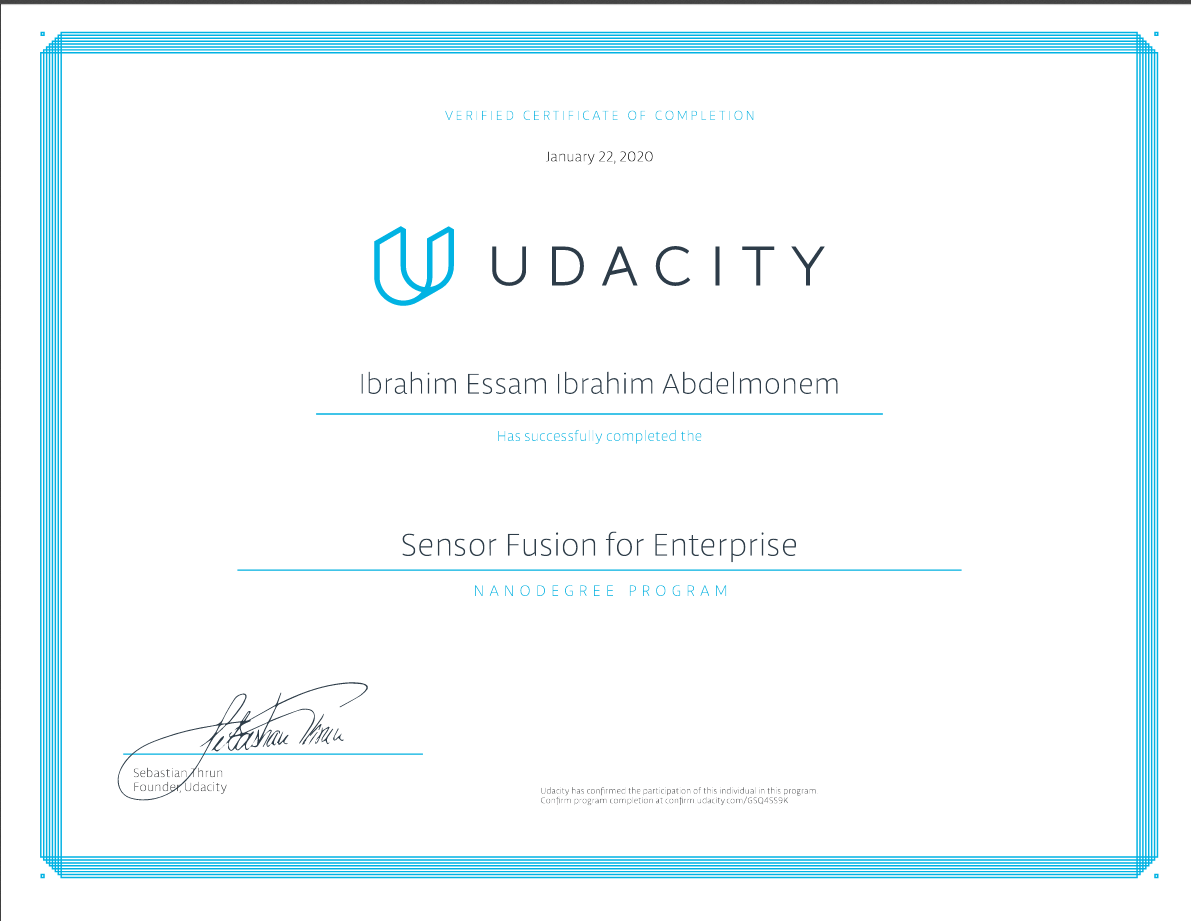 VERIFIED CERTIFICATE OF COMPLETION
January 22, 2020
UDACITY
Ibrahim Essam Ibrahim Abdelmonem
Has successfully completed the
Sensor Fusion for Enterprise
NANODEGREE PROGRAM
Sebastian Thrun
Sebastian Thrun
Founder, Udacity
Udacity has confirmed the participation of this individual in this program
Confirm program completion at confirm.udacity.com/GSQ4SS9K